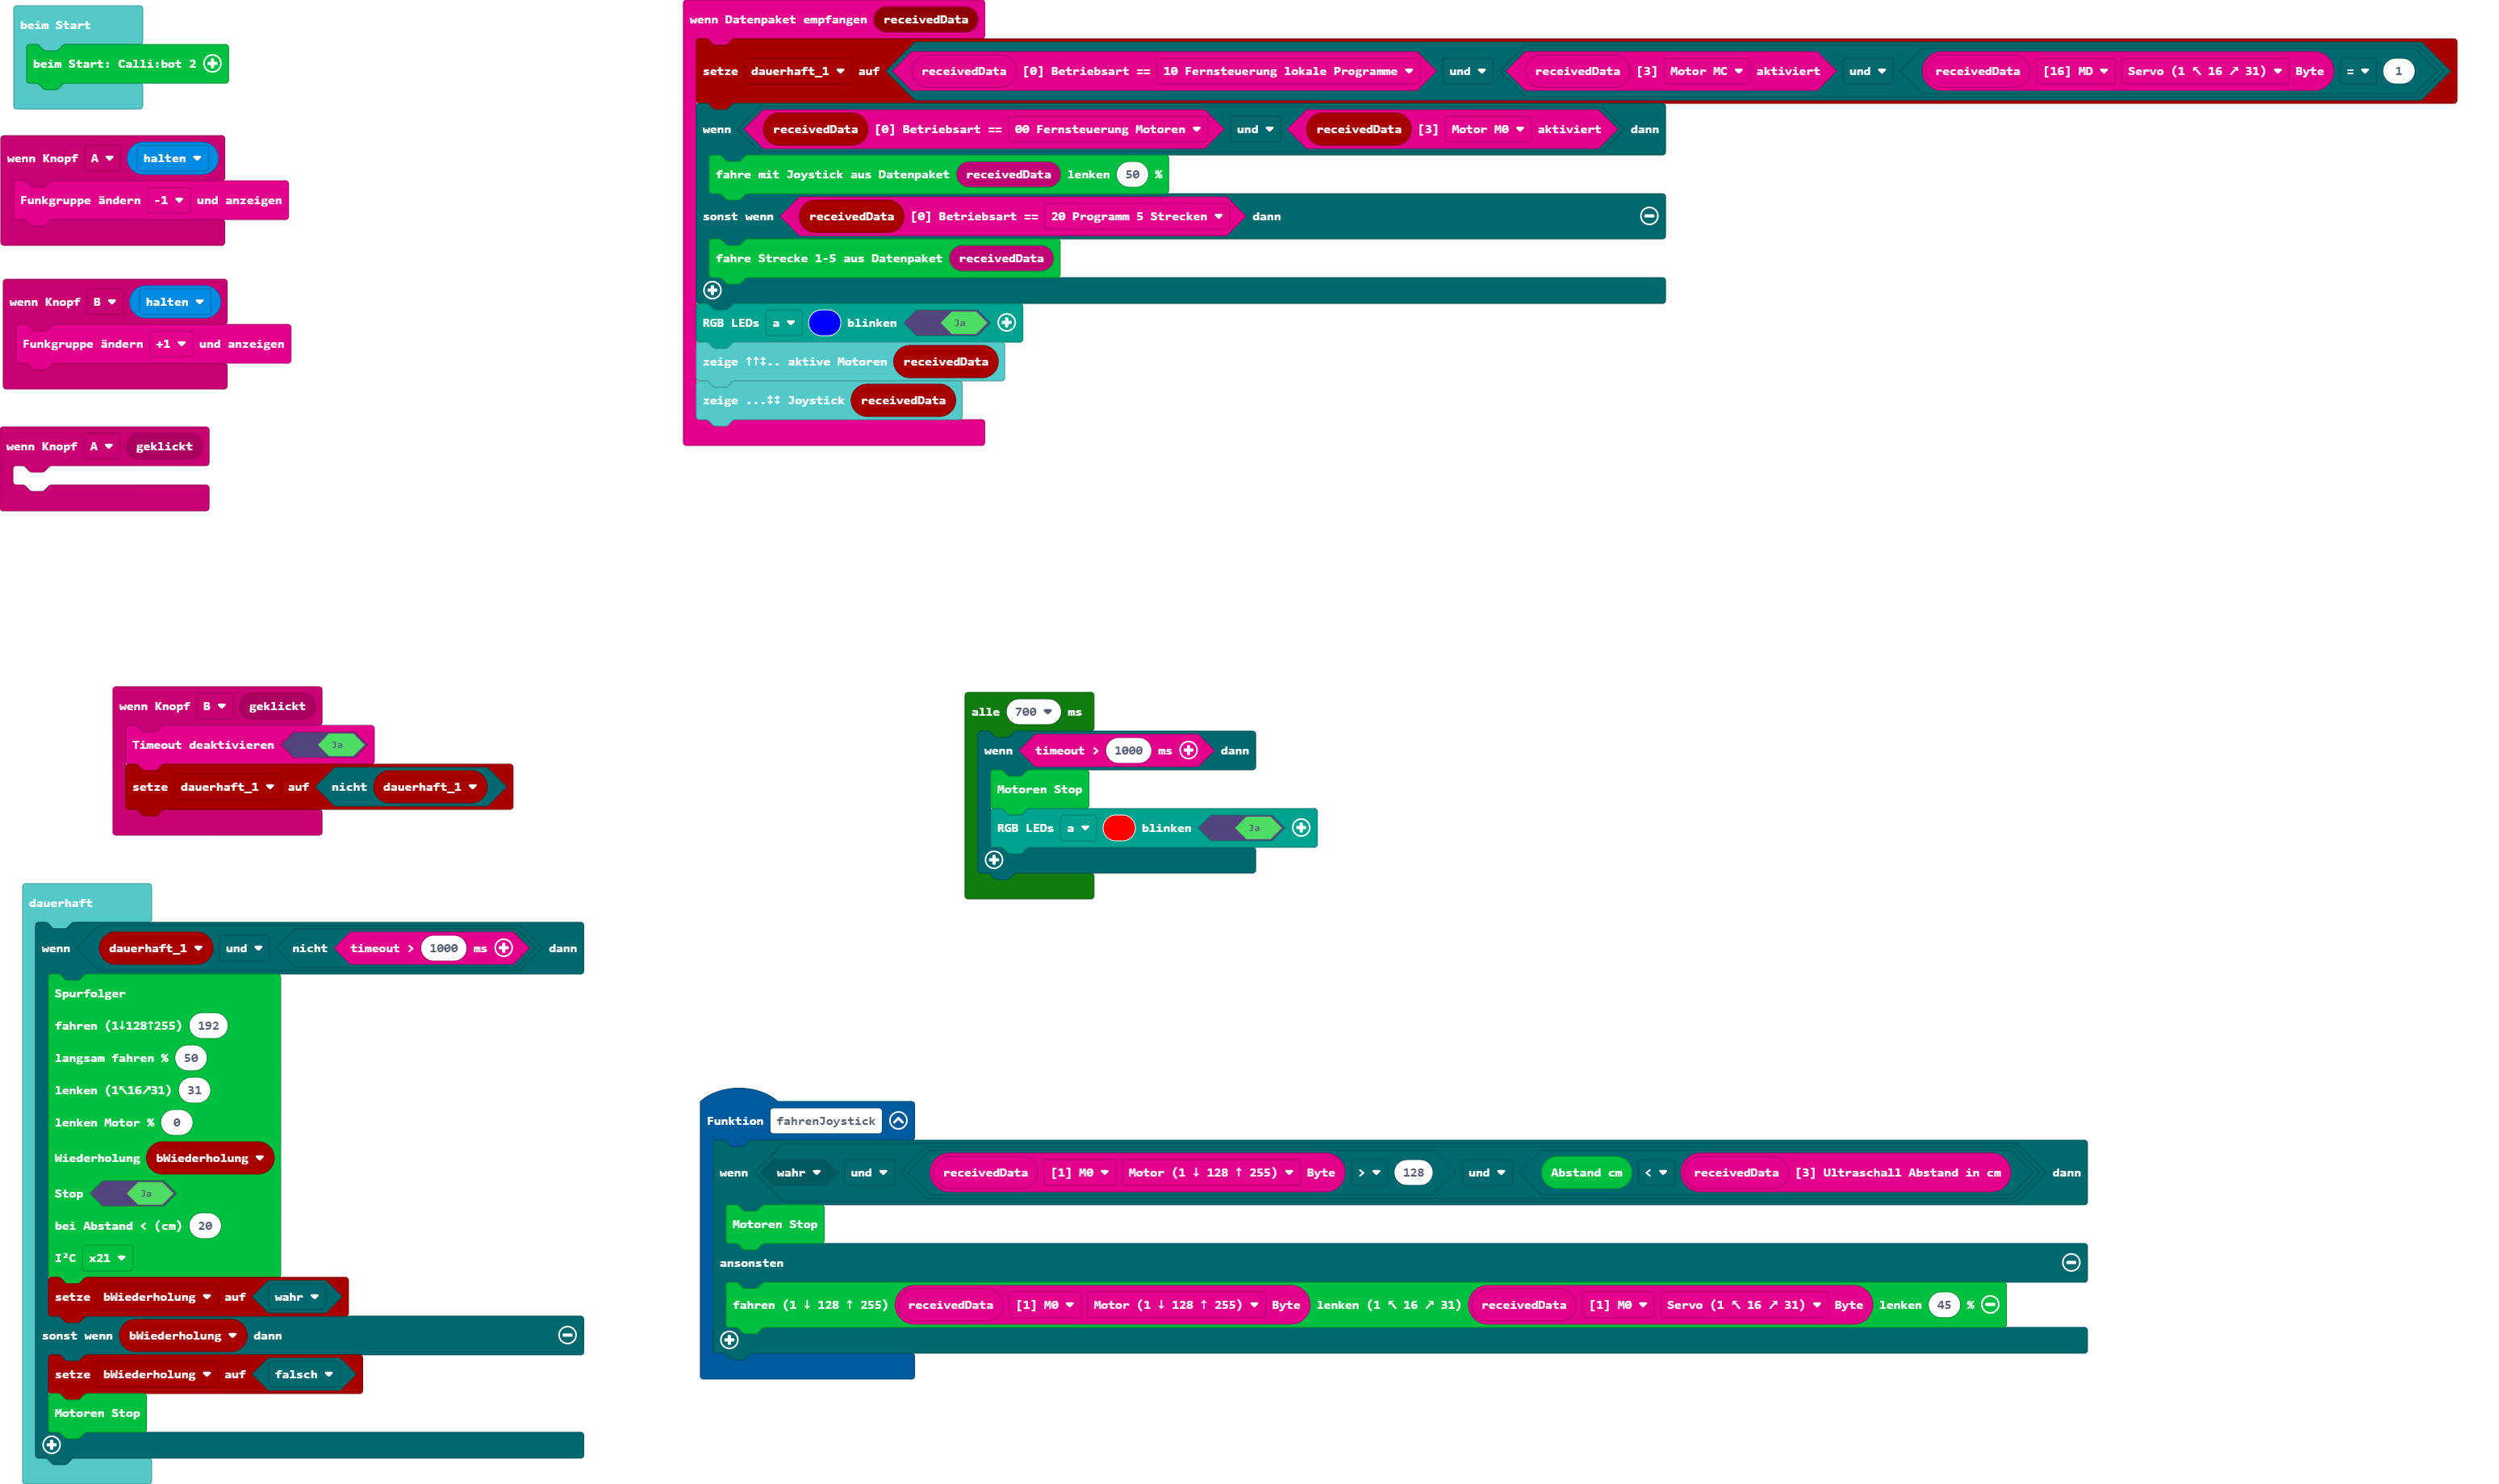 beim Start
beim Start: Calli:bot 2
wenn Knopf A halten
Funkgruppe ändern -1 und anzeigen
wenn Knopf B halten
Funkgruppe ändern +1 und anzeigen
wenn Knopf A geklickt
wenn Datenpaket empfangen receivedData
setze dauerhaft_1 auf receivedData [0] Betriebsart == 10 Fernsteuerung lokale Programme und receivedData [3] Motor MC aktiviert und receivedData [16] MD Servo (1 ↖ 16 ↗ 31) Byte = 1
wenn receivedData [0] Betriebsart == 00 Fernsteuerung Motoren und receivedData [3] Motor M0 aktiviert dann
fahre mit Joystick aus Datenpaket receivedData lenken 50 %
sonst wenn receivedData [0] Betriebsart == 20 Programm 5 Strecken dann
fahre Strecke 1-5 aus Datenpaket receivedData
RGB LEDs a blinken Ja
zeige ↑↑↕.. aktive Motoren receivedData
zeige ...↕↕ Joystick receivedData
wenn Knopf B geklickt
Timeout deaktivieren Ja
setze dauerhaft_1 auf nicht dauerhaft_1
alle 700 ms
wenn timeout > 1000 ms dann
Motoren Stop
RGB LEDs a blinken Ja
dauerhaft
wenn dauerhaft_1 und nicht timeout > 1000 ms dann
Spurfolger
fahren (1↓128↑255) 192
langsam fahren % 50
lenken (1↖16↗31) 31
lenken Motor % 0
Wiederholung bWiederholung
Stop Ja
bei Abstand < (cm) 20
I²C x21
setze bWiederholung auf wahr
sonst wenn bWiederholung dann
setze bWiederholung auf falsch
Motoren Stop
Funktion fahrenJoystick
wenn wahr und receivedData [1] M0 Motor (1 ↓ 128 ↑ 255) Byte > 128 und Abstand cm < receivedData [3] Ultraschall Abstand in cm dann
Motoren Stop
ansonsten
fahren (1 ↓ 128 ↑ 255) receivedData [1] M0 Motor (1 ↓ 128 ↑ 255) Byte lenken (1 ↖ 16 ↗ 31) receivedData [1] M0 Servo (1 ↖ 16 ↗ 31) Byte lenken 45 %